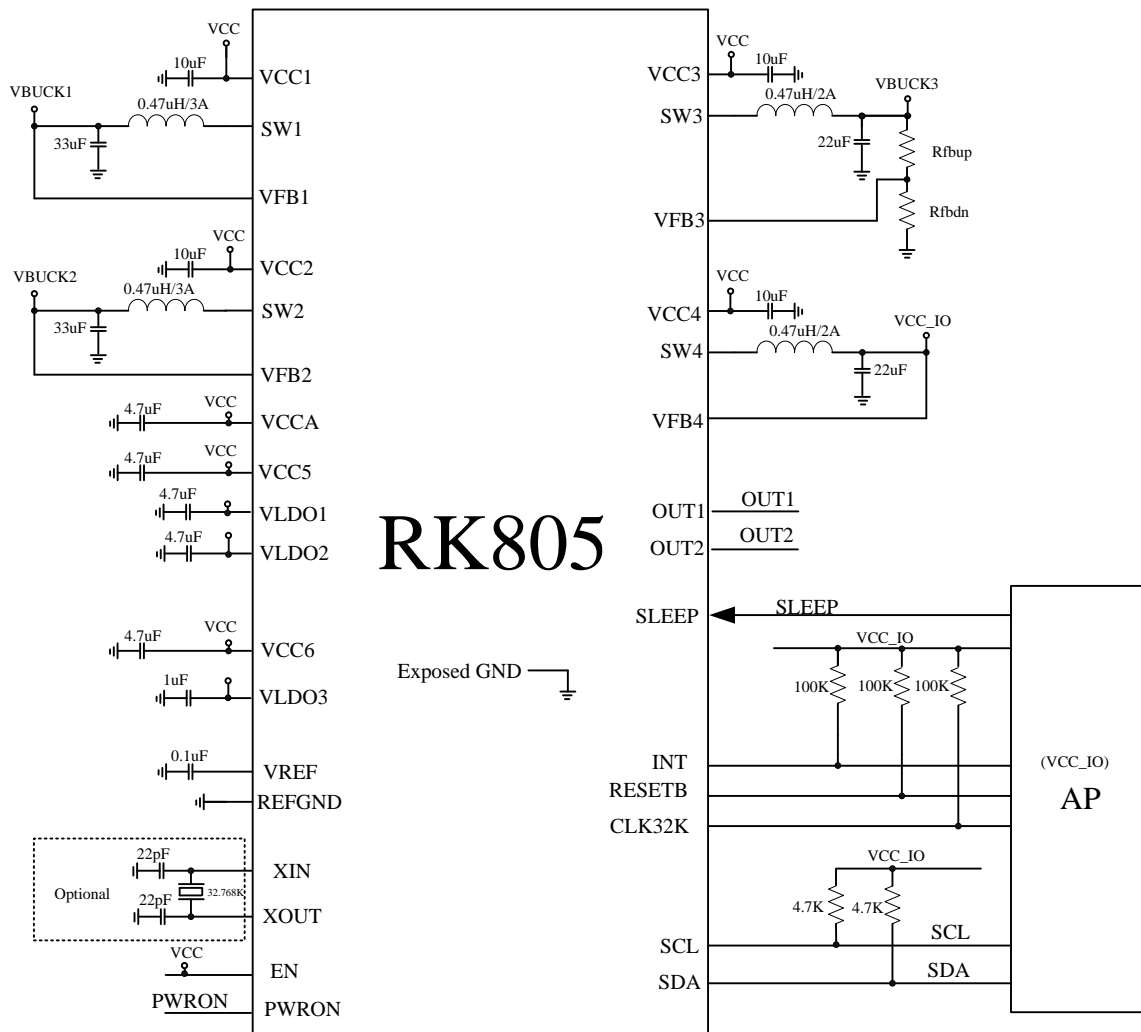 VCC
10uF
VCC1
VBUCK1
0.47uH/3A
SW1
33uF
VFB1
VCC
10uF
VCC2
VBUCK2
0.47uH/3A
SW2
33uF
VFB2
4.7uF
VCC
VCCA
4.7uF
VCC
VCC5
4.7uF
VLDO1
4.7uF
VLDO2
4.7uF
VCC
VCC6
1uF
VLDO3
0.1uF
VREF
REFGND
22pF
XIN
Optional
32.768K
22pF
XOUT
VCC
EN
PWRON
PWRON
RK805
Exposed GND
VCC
10uF
VCC3
0.47uH/2A
VBUCK3
SW3
22uF
Rfbup
VFB3
Rfbdn
VCC
10uF
VCC4
0.47uH/2A
VCC_IO
SW4
22uF
VFB4
OUT1
OUT1
OUT2
OUT2
SLEEP
SLEEP
VCC_IO
100K
100K
100K
INT
RESETB
CLK32K
(VCC_IO)
AP
VCC_IO
4.7K
4.7K
SCL
SCL
SDA
SDA